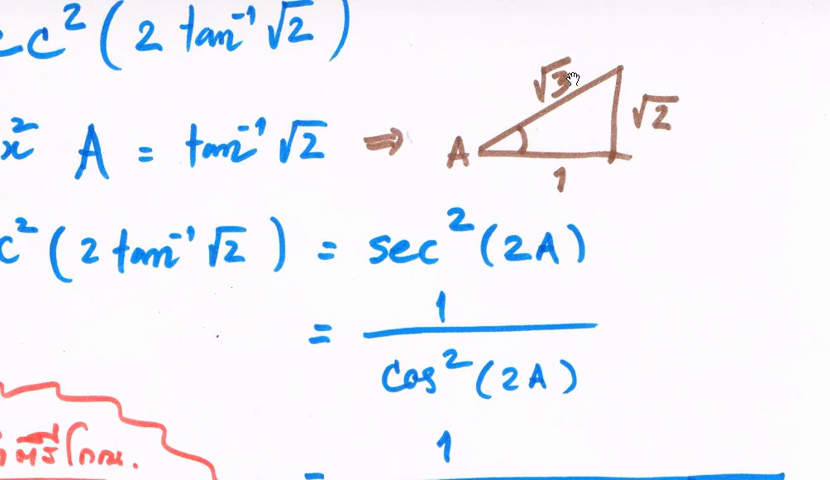 c² ( 2 tan⁻¹ √2 )
A = tan⁻¹ √2 ⇒ A √3 √2 1
c² ( 2 tan⁻¹ √2 ) = sec² (2A)
= 1 / cos² (2A)
= 1